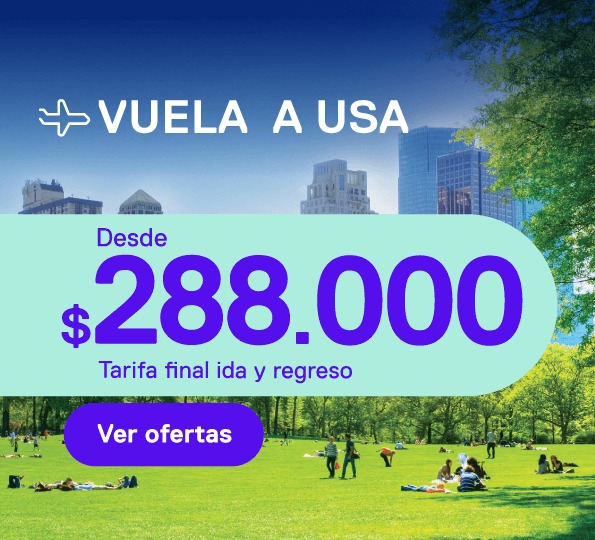 VUELA A USA
Desde
$288.000
Tarifa final ida y regreso
Ver ofertas